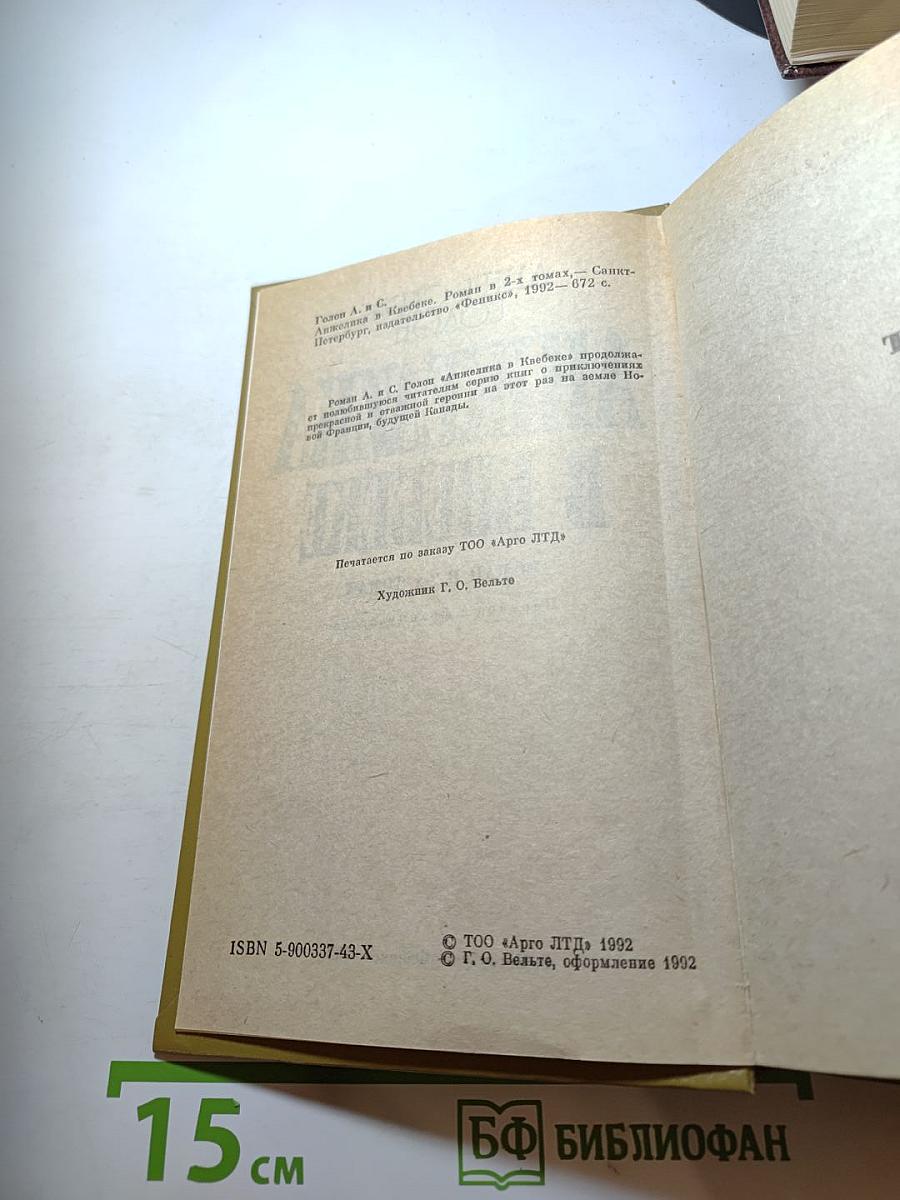 Голон А. и С.
Анжелика в Квебеке. Роман в 2-х томах,— Санкт-
Петербург, издательство «Феникс», 1992— 672 с.
Роман А. и С. Голон «Анжелика в Квебеке» продолжа-
ет полюбившуюся читателям серию книг о приключениях
прекрасной и отважной героини на этот раз на земле Но-
вой Франции, будущей Канады.
Печатается по заказу ТОО «Арго ЛТД»
Художник Г. О. Вельте
ISBN 5-900337-43-X
© ТОО «Арго ЛТД» 1992
© Г. О. Вельте, оформление 1992
15 см
БФ БИБЛИОФАН